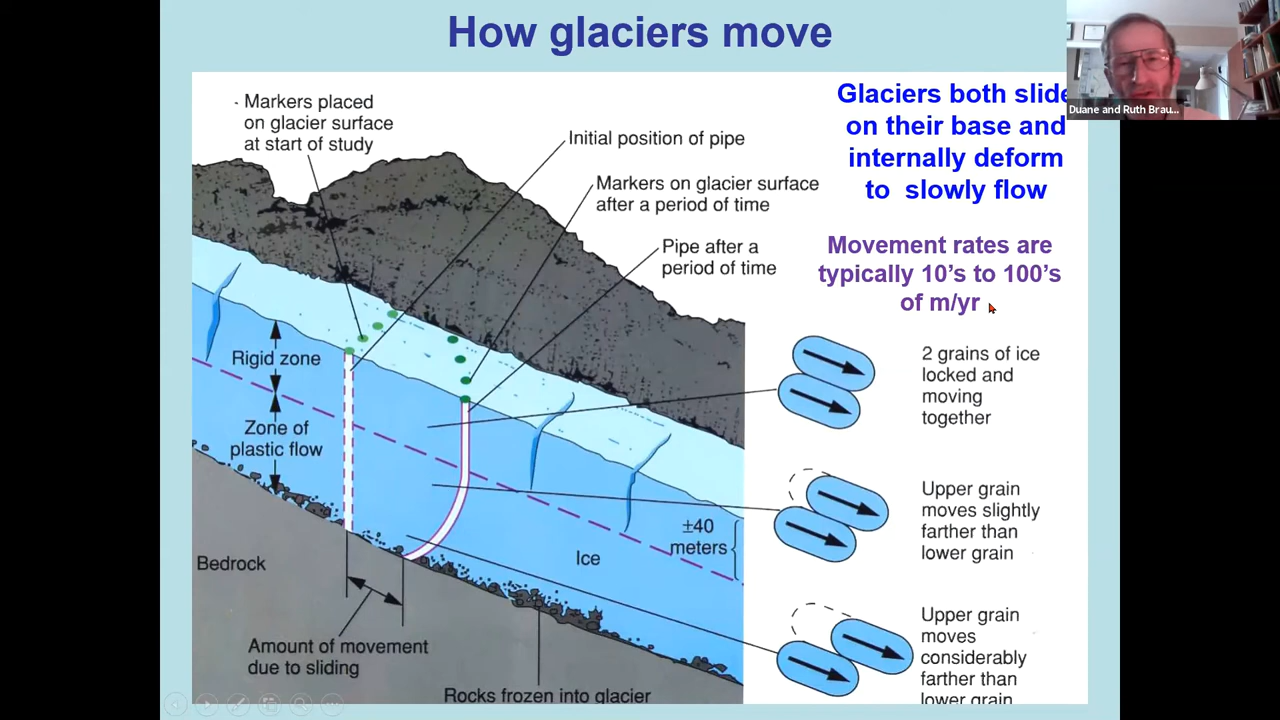 How glaciers move
Duane and Ruth Brau...
Markers placed
on glacier surface
at start of study
Initial position of pipe
Markers on glacier surface
after a period of time
Pipe after a
period of time
Glaciers both slide
on their base and
internally deform
to slowly flow
Movement rates are
typically 10's to 100's
of m/yr
Rigid zone
Zone of
plastic flow
2 grains of ice
locked and
moving
together
Upper grain
moves slightly
farther than
lower grain
±40
meters
Ice
Bedrock
Amount of movement
due to sliding
Rocks frozen into glacier
Upper grain
moves
considerably
farther than
lower grain